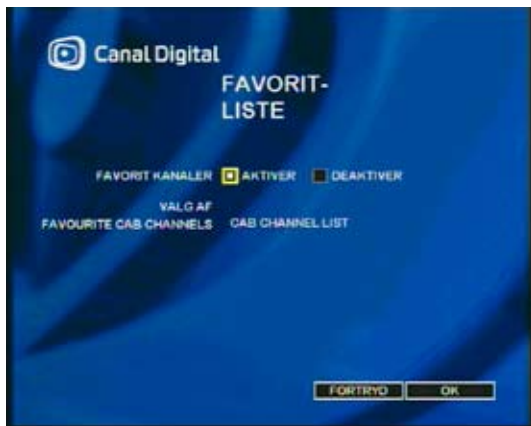 Canal Digital
FAVORIT-
LISTE
FAVORIT KANALER AKTIVER DEAKTIVER
VALG AF
FAVOURITE CAB CHANNELS CAB CHANNEL LIST
FORTRYD OK